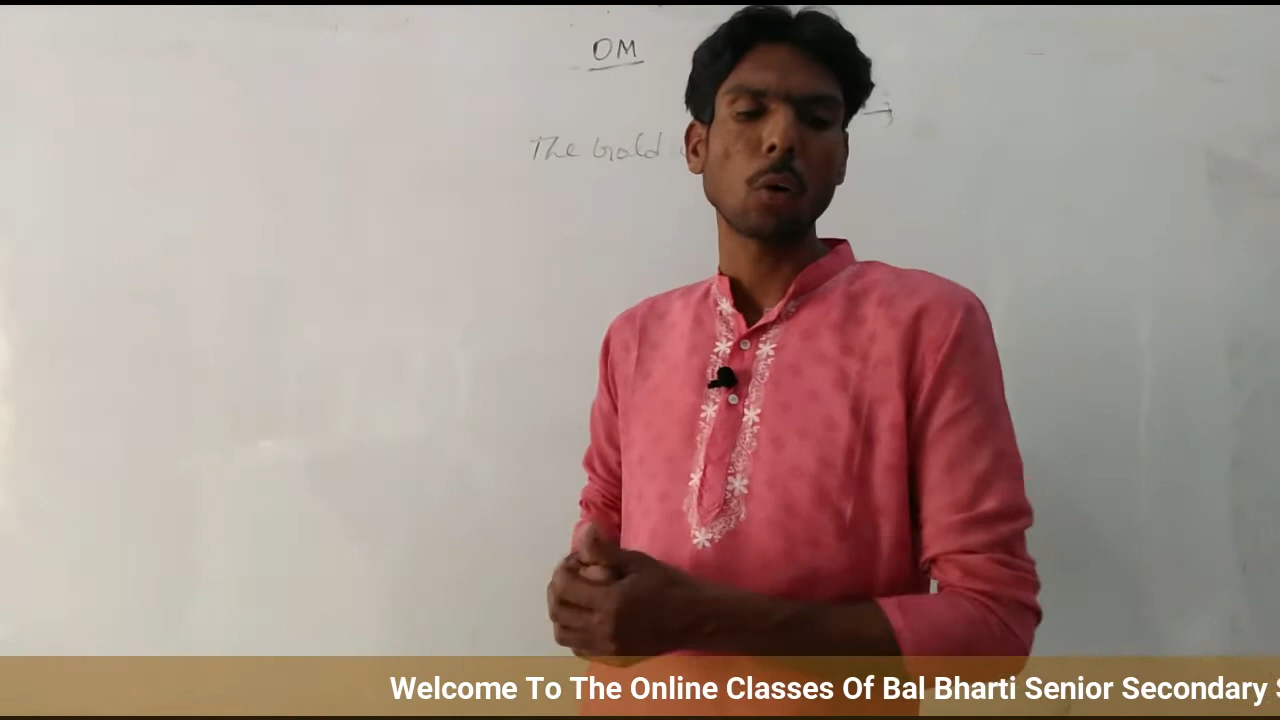 OM
The Gold
Welcome To The Online Classes Of Bal Bharti Senior Secondary